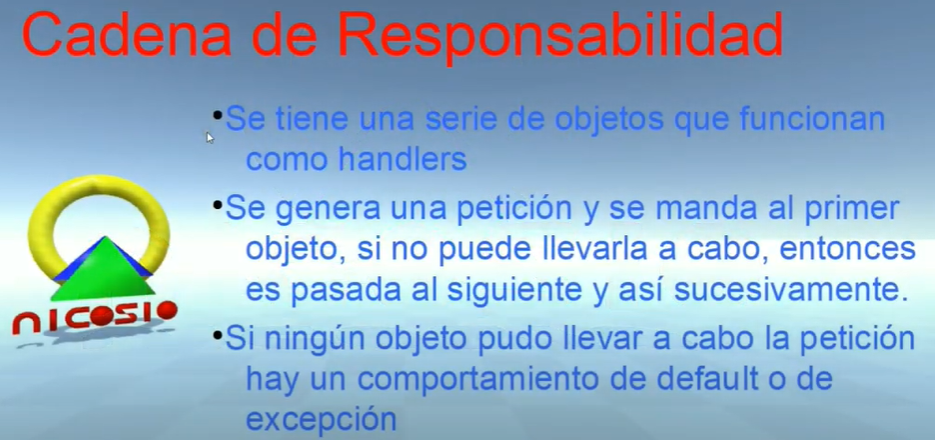 Cadena de Responsabilidad
•Se tiene una serie de objetos que funcionan
como handlers
•Se genera una petición y se manda al primer
objeto, si no puede llevarla a cabo, entonces
es pasada al siguiente y así sucesivamente.
•Si ningún objeto pudo llevar a cabo la petición
hay un comportamiento de default o de
excepción
nicosio